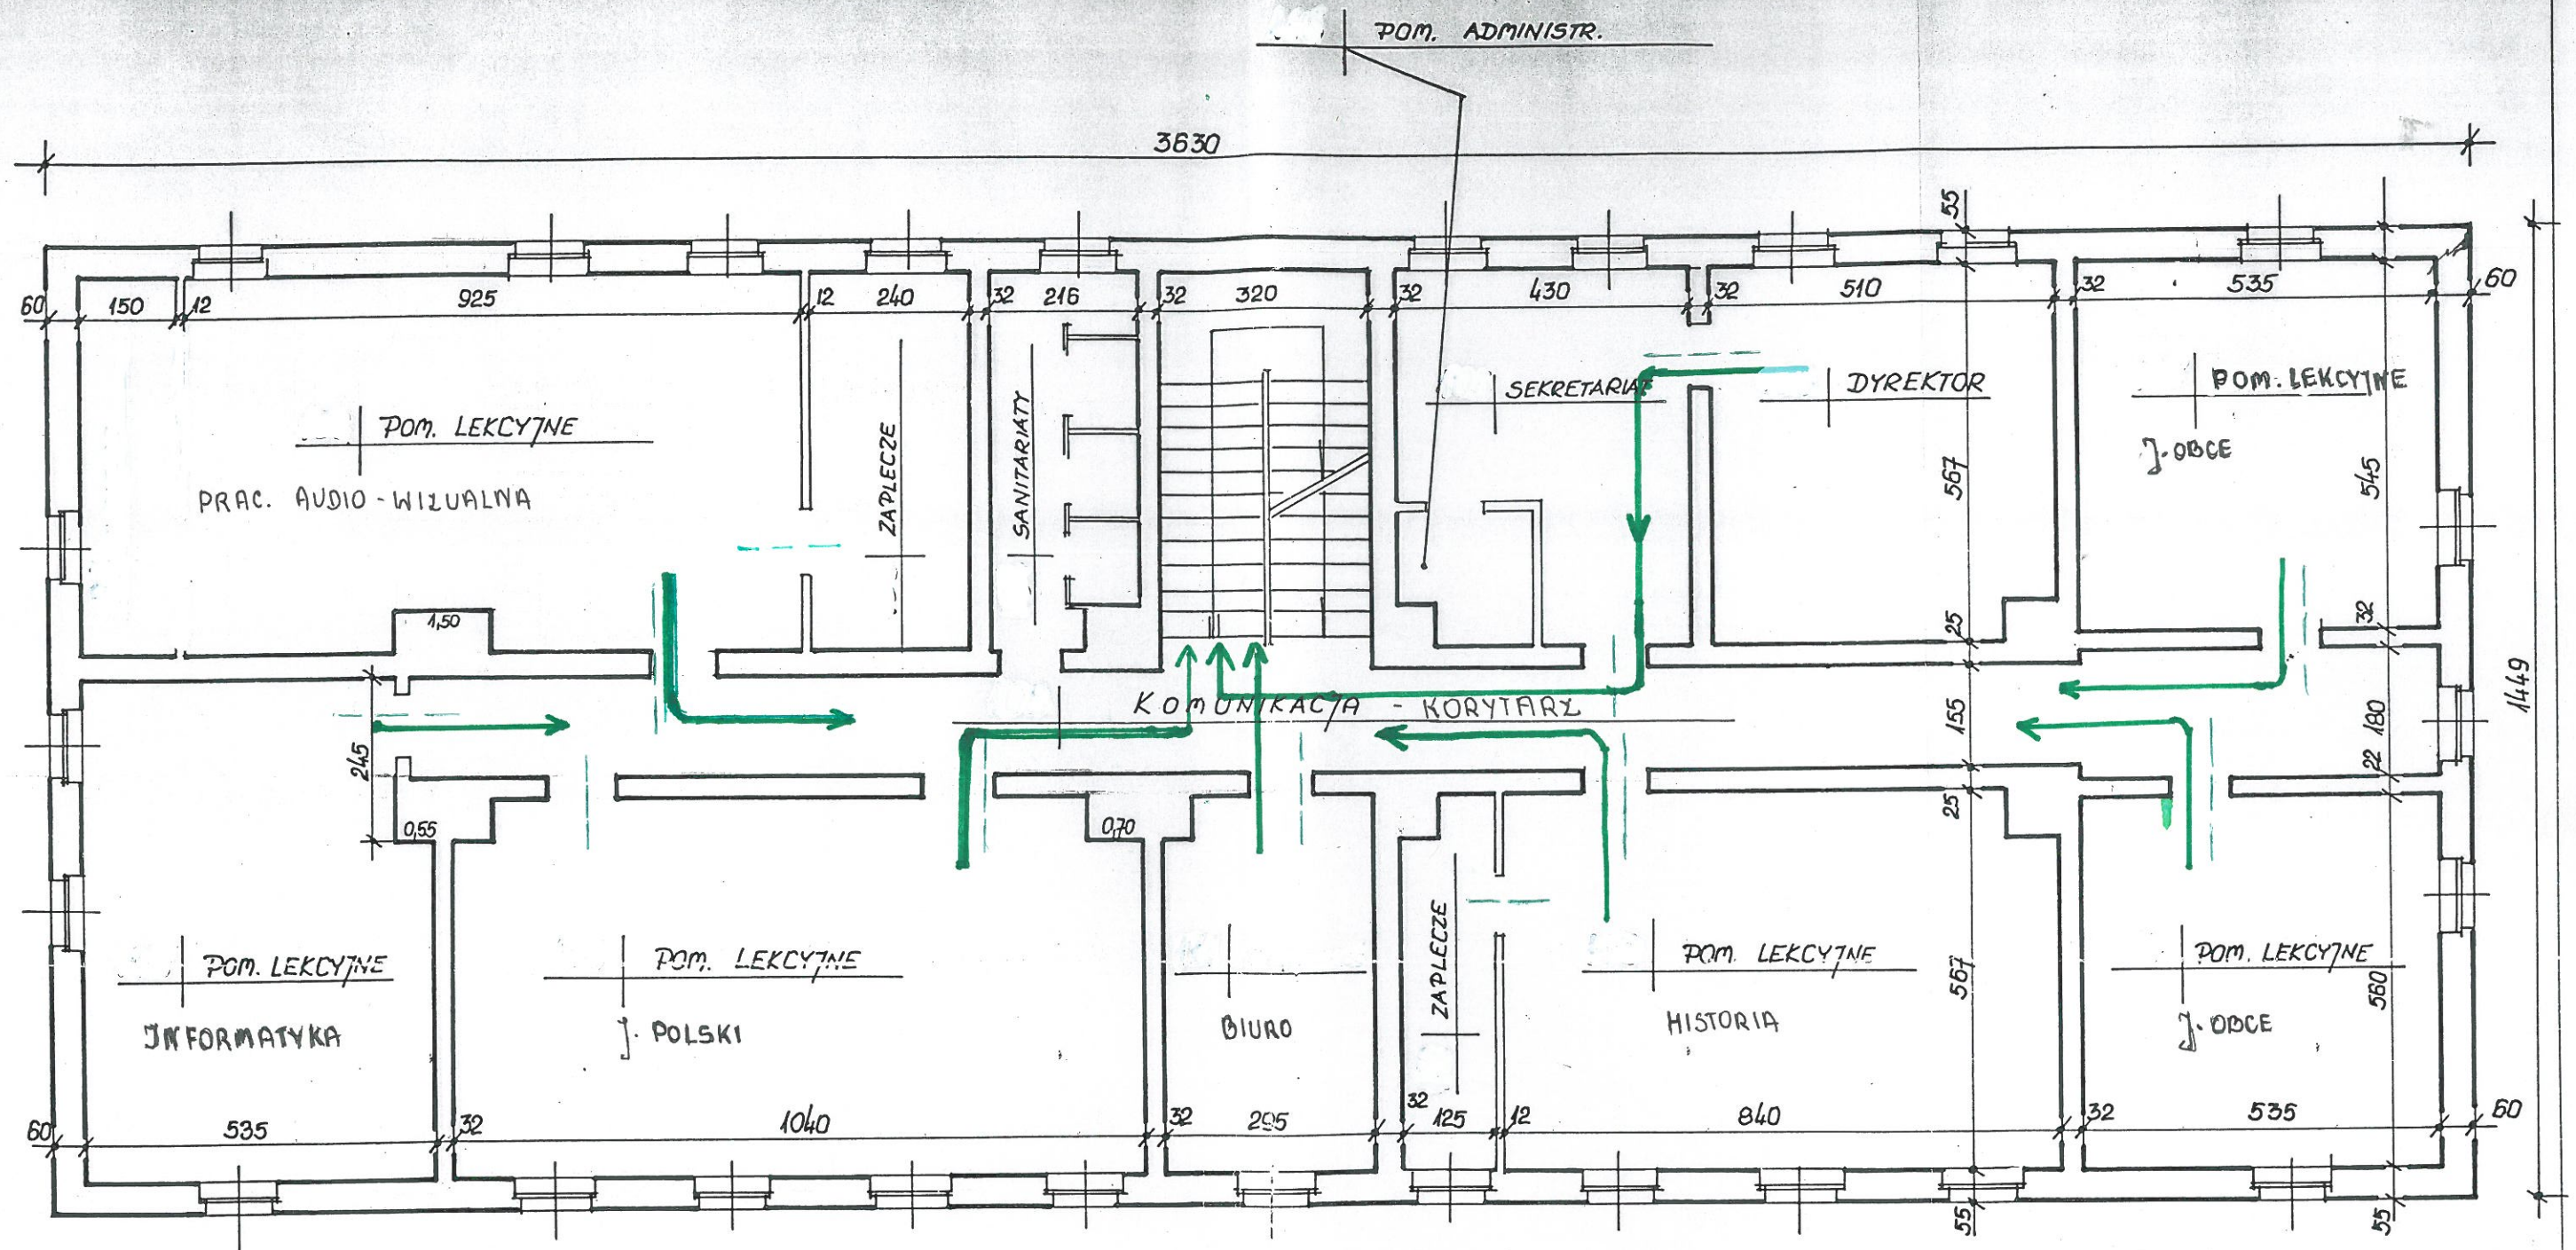 POM. ADMINISTR.
3630
55
60 150 12 925 12 240 32 216 32 320 32 430 32 510 32 535 60
SEKRETARIAT
DYREKTOR
POM. LEKCYJNE
J. OBCE
POM. LEKCYJNE
PRAC. AUDIO-WIZUALNA
ZAPLECZE
SANITARIATY
567
545
1,50
25
32
KOMUNIKACJA - KORYTARZ
245
155
180
1449
22
25
0,55
0,70
POM. LEKCYJNE
INFORMATYKA
POM. LEKCYJNE
J. POLSKI
BIURO
ZAPLECZE
POM. LEKCYJNE
HISTORIA
567
POM. LEKCYJNE
J. OBCE
560
60 535 32 1040 32 295 32 125 12 840 32 535 60
55
55